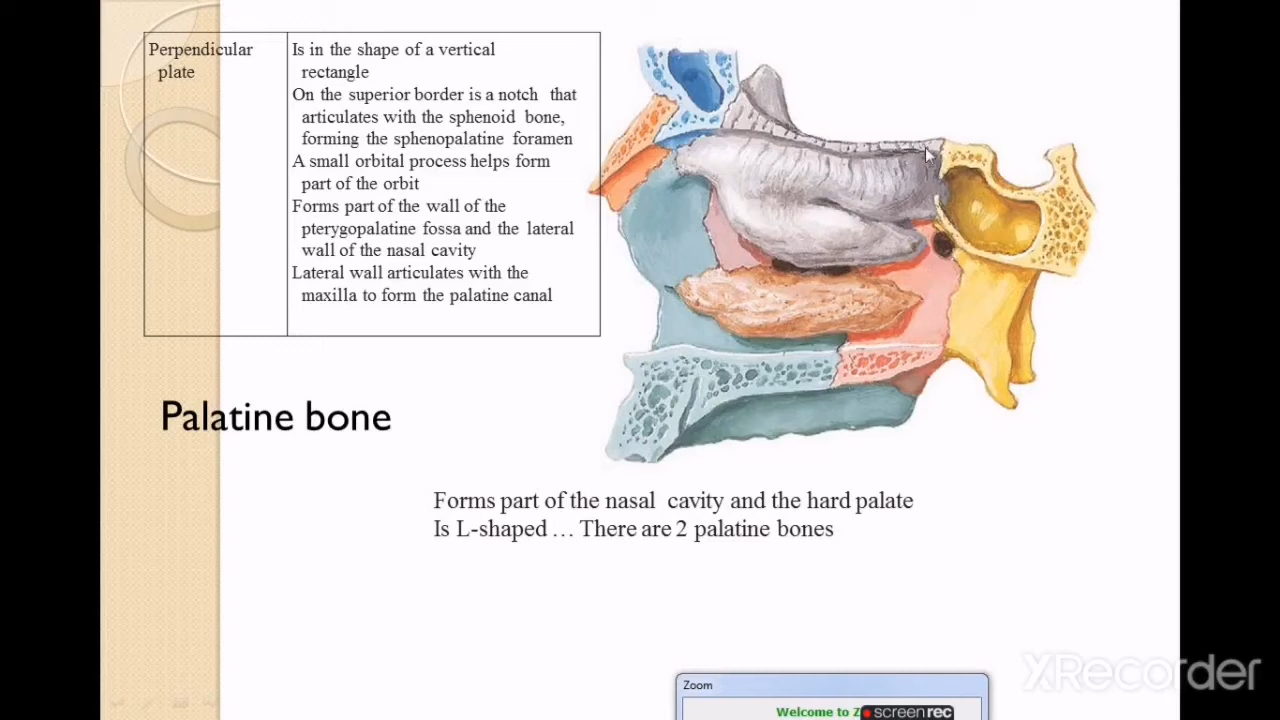 Perpendicular
plate
Is in the shape of a vertical
rectangle
On the superior border is a notch that
articulates with the sphenoid bone,
forming the sphenopalatine foramen
A small orbital process helps form
part of the orbit
Forms part of the wall of the
pterygopalatine fossa and the lateral
wall of the nasal cavity
Lateral wall articulates with the
maxilla to form the palatine canal
Palatine bone
Forms part of the nasal cavity and the hard palate
Is L-shaped … There are 2 palatine bones
XRecorder
Zoom
Welcome to Z
screenrec